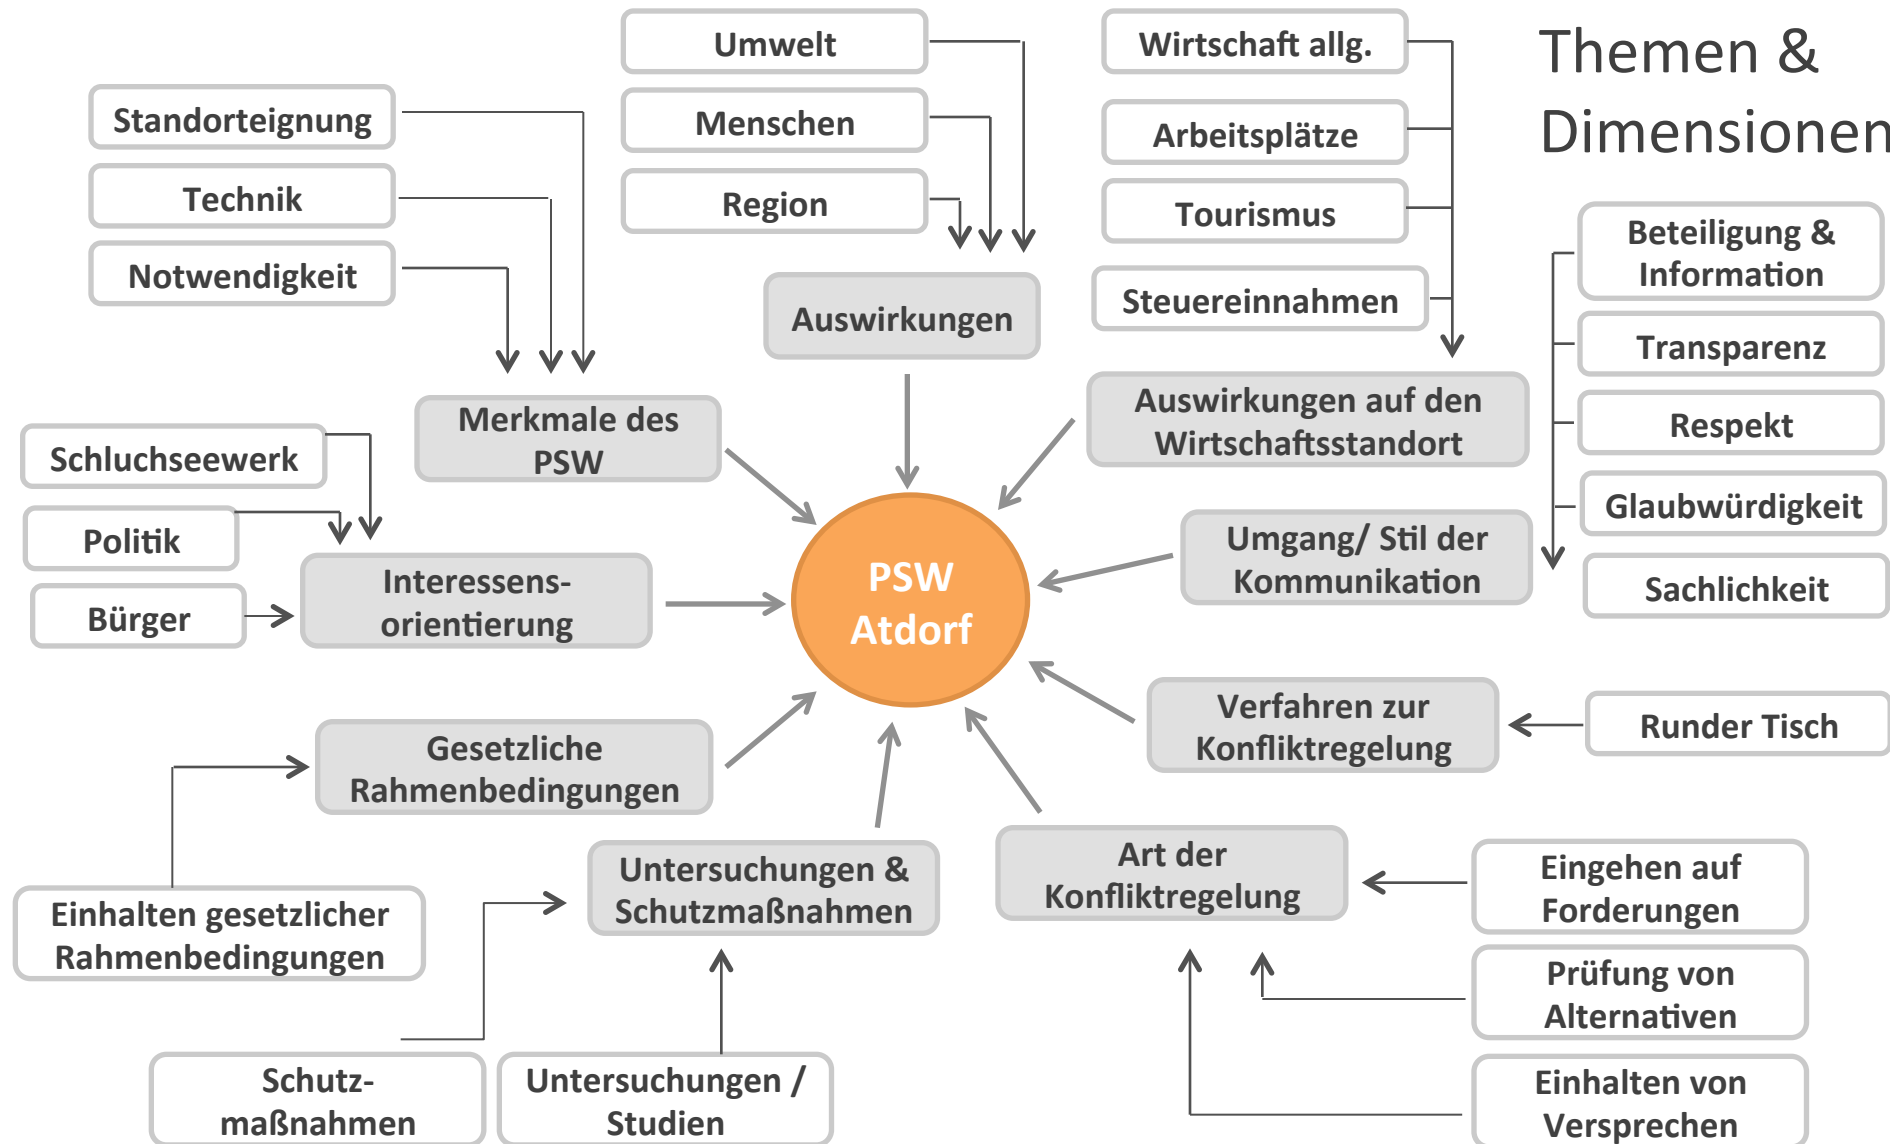 Themen &
Dimensionen
Umwelt
Menschen
Region
Wirtschaft allg.
Arbeitsplätze
Tourismus
Steuereinnahmen
Standorteignung
Technik
Notwendigkeit
Beteiligung &
Information
Transparenz
Respekt
Glaubwürdigkeit
Sachlichkeit
Auswirkungen
Merkmale des
PSW
Auswirkungen auf den
Wirtschaftsstandort
Schluchseewerk
Politik
Bürger
Interessens-
orientierung
PSW
Atdorf
Umgang/ Stil der
Kommunikation
Gesetzliche
Rahmenbedingungen
Verfahren zur
Konfliktregelung
Runder Tisch
Einhalten gesetzlicher
Rahmenbedingungen
Untersuchungen &
Schutzmaßnahmen
Art der
Konfliktregelung
Eingehen auf
Forderungen
Prüfung von
Alternativen
Einhalten von
Versprechen
Schutz-
maßnahmen
Untersuchungen /
Studien